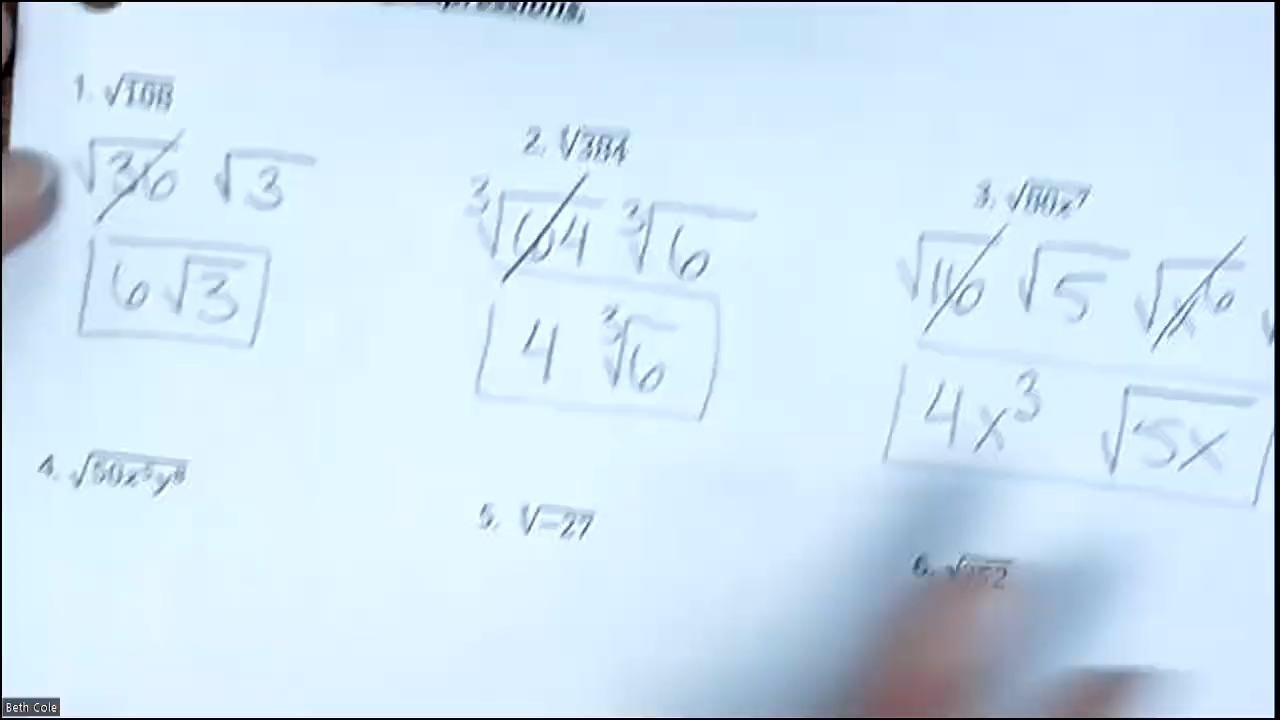 1. √108
√36 √3
6√3
2. ∛384
∛64 ∛6
4 ∛6
3. √80x⁷
√16 √5 √x⁶
4x³ √5x
4. √50x⁵y⁸
5. ∛-27
6.
Beth Cole